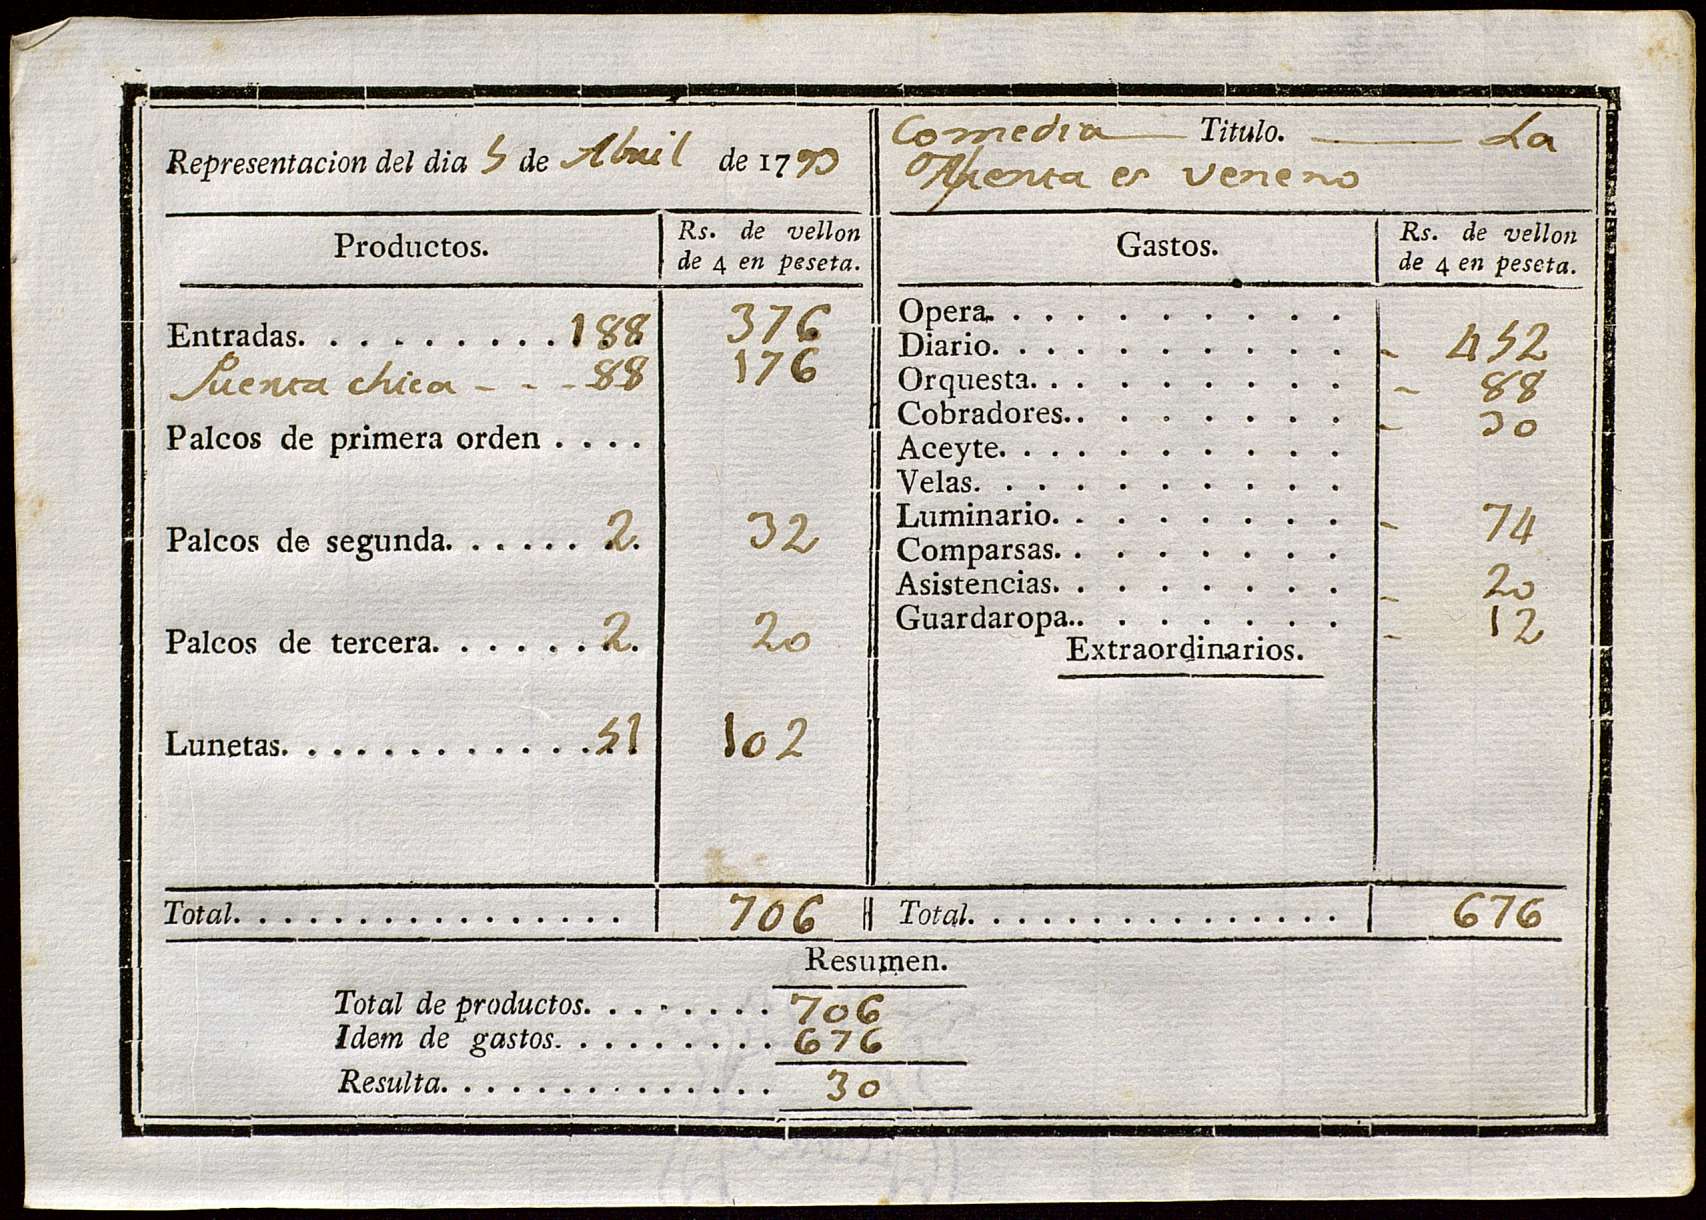 Comedia Titulo. La
Representacion del dia 5 de Abril de 17
Afrenta es veneno
Productos. Rs. de vellon
de 4 en peseta.
Entradas. . . . . . . . . . 188 376
Puerta chica - - - 88 176
Palcos de primera orden . . . .
Palcos de segunda. . . . . . 2. 32
Palcos de tercera. . . . . . 2. 20
Lunetas. . . . . . . . . . . . 51 102
Total. . . . . . . . . . . . . . . . 706
Gastos. Rs. de vellon
de 4 en peseta.
Opera. . . . . . . . . .
Diario. . . . . . . . . . - 452
Orquesta. . . . . . . . . - 88
Cobradores.. . . . . . . . - 30
Aceyte. . . . . . . . . .
Velas. . . . . . . . . . .
Luminario. . . . . . . . - 74
Comparsas. . . . . . . .
Asistencias. . . . . . . . - 20
Guardaropa.. . . . . . . - 12
Extraordinarios.
Total. . . . . . . . . . . . . . . 676
Resumen.
Total de productos. . . . . . . . 706
Idem de gastos. . . . . . . . . 676
Resulta. . . . . . . . . . . . . . 30